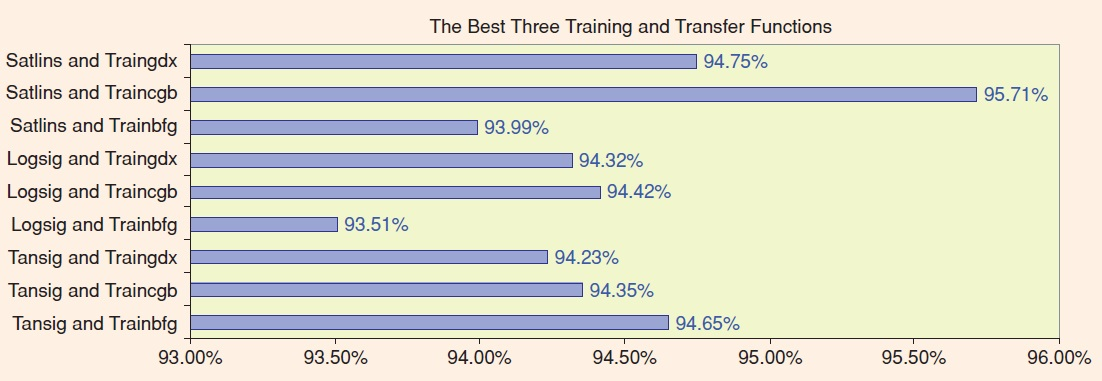 The Best Three Training and Transfer Functions
Satlins and Traingdx 94.75%
Satlins and Traincgb 95.71%
Satlins and Trainbfg 93.99%
Logsig and Traingdx 94.32%
Logsig and Traincgb 94.42%
Logsig and Trainbfg 93.51%
Tansig and Traingdx 94.23%
Tansig and Traincgb 94.35%
Tansig and Trainbfg 94.65%
93.00% 93.50% 94.00% 94.50% 95.00% 95.50% 96.00%